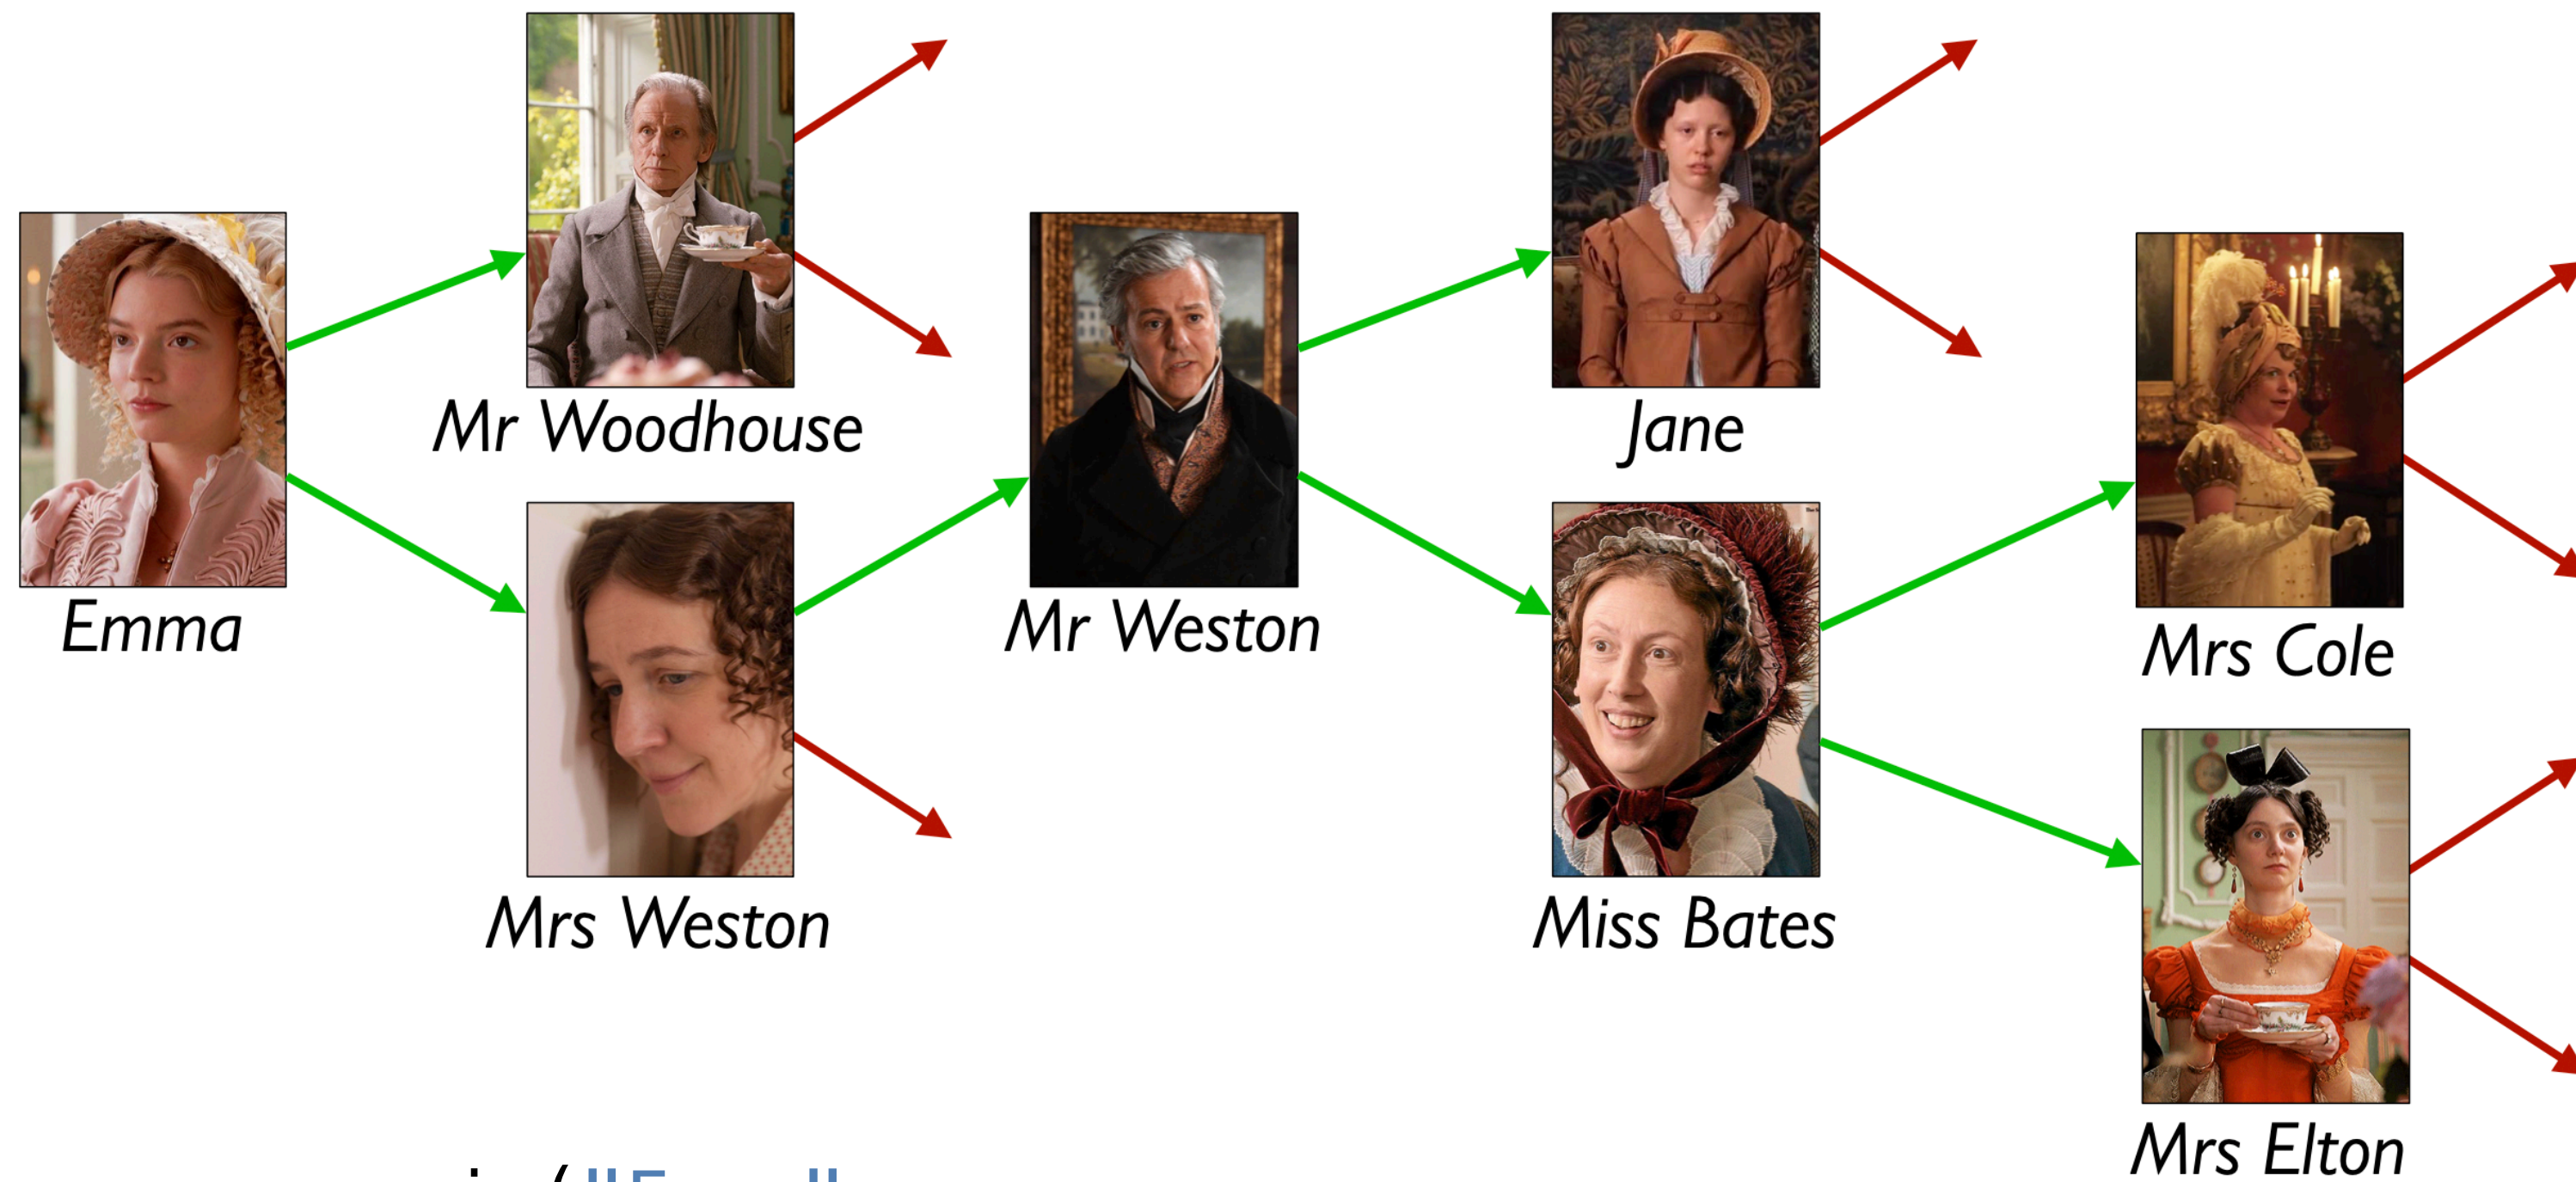 Mr Woodhouse
Jane
Emma
Mr Weston
Mrs Cole
Mrs Weston
Miss Bates
Mrs Elton